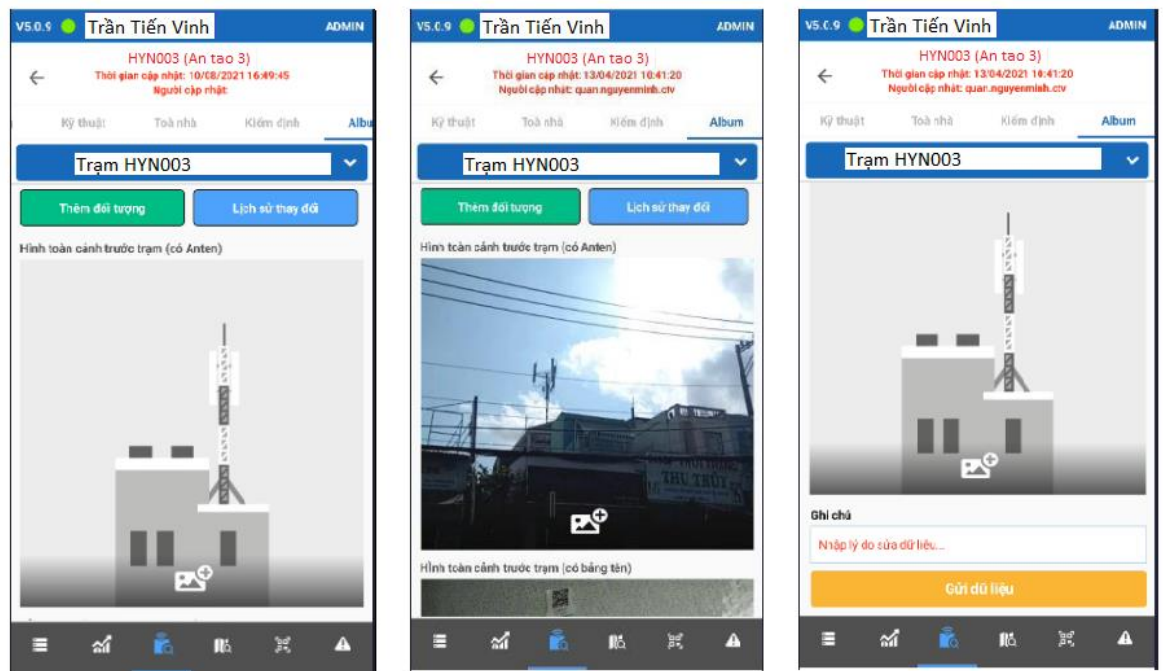 V5.0.9 Trần Tiến Vinh ADMIN
HYN003 (An tao 3)
Thời gian cập nhật: 10/08/2021 16:49:45
Người cập nhật:
Kỹ thuật Toà nhà Kiểm định Albu
Trạm HYN003
Thêm đối tượng Lịch sử thay đổi
Hình toàn cảnh trước trạm (có Anten)
V5.0.9 Trần Tiến Vinh ADMIN
HYN003 (An tao 3)
Thời gian cập nhật: 13/04/2021 10:41:20
Người cập nhật: quan.nguyenminh.ctv
Kỹ thuật Toà nhà Kiểm định Album
Trạm HYN003
Thêm đối tượng Lịch sử thay đổi
Hình toàn cảnh trước trạm (có Anten)
THU THỦY
Hình toàn cảnh trước trạm (có bảng tên)
V5.0.9 Trần Tiến Vinh ADMIN
HYN003 (An tao 3)
Thời gian cập nhật: 13/04/2021 10:41:20
Người cập nhật: quan.nguyenminh.ctv
Kỹ thuật Toà nhà Kiểm định Album
Trạm HYN003
Ghi chú
Nhập lý do sửa dữ liệu...
Gửi dữ liệu